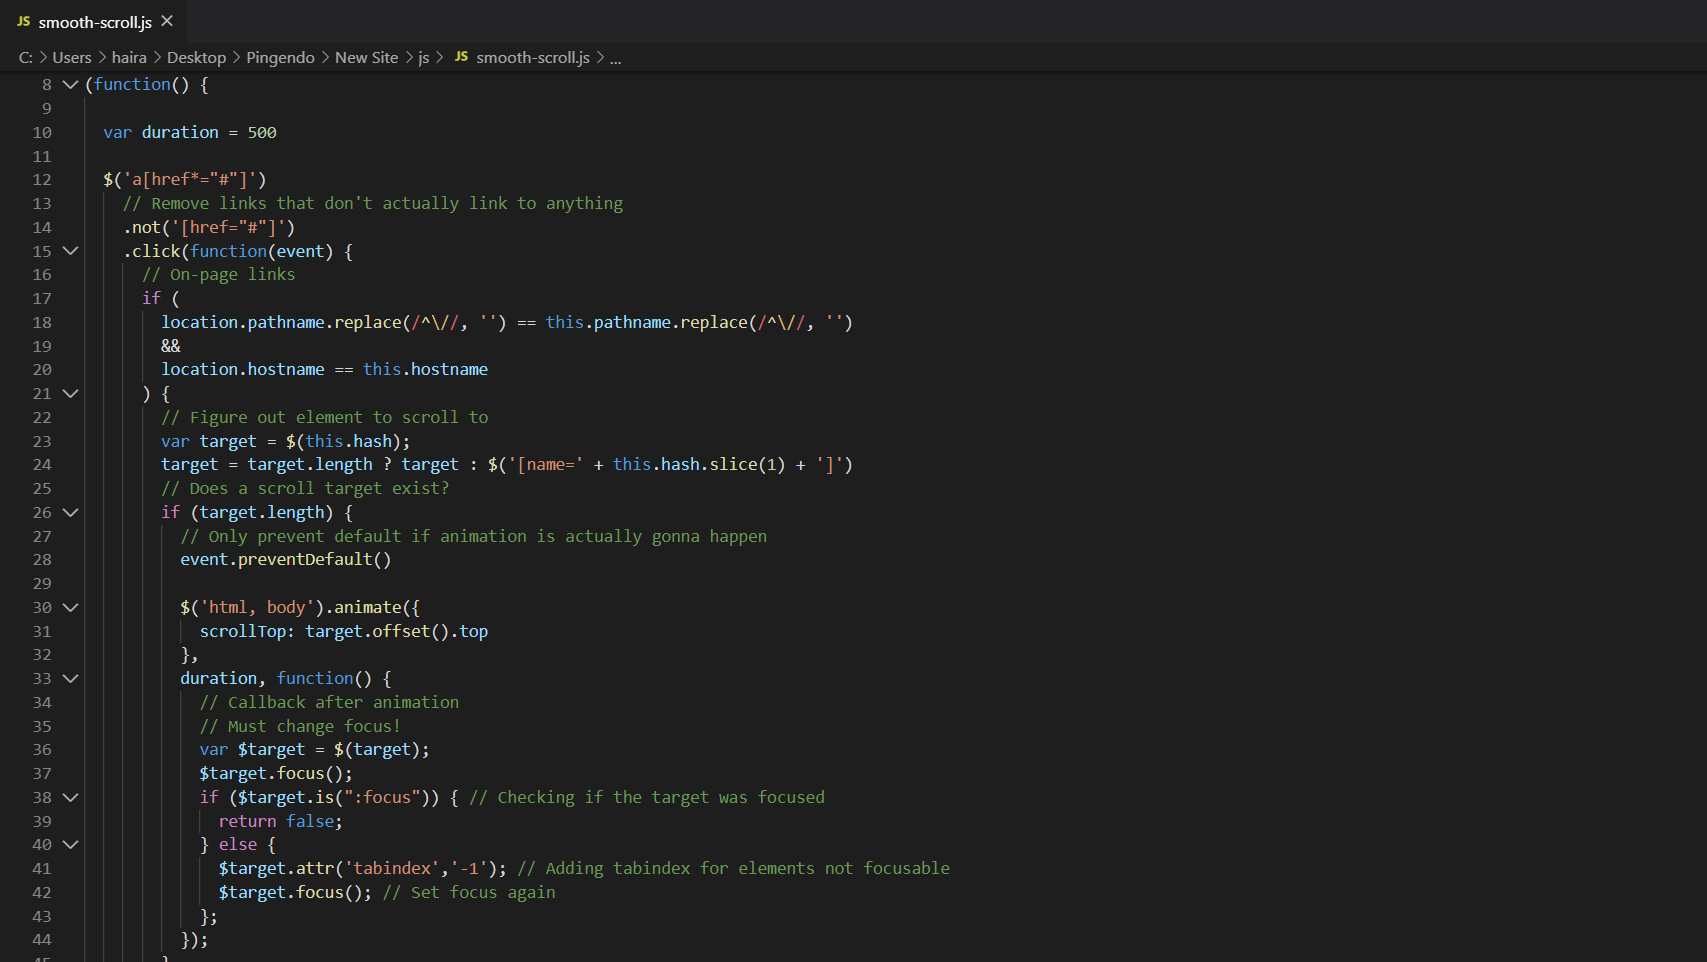 JS smooth-scroll.js ×
C: > Users > haira > Desktop > Pingendo > New Site > js > JS smooth-scroll.js > ...
8 (function() {
9
10 var duration = 500
11
12 $('a[href*="#"]')
13 // Remove links that don't actually link to anything
14 .not('[href="#"]')
15 .click(function(event) {
16 // On-page links
17 if (
18 location.pathname.replace(/^\//, '') == this.pathname.replace(/^\//, '')
19 &&
20 location.hostname == this.hostname
21 ) {
22 // Figure out element to scroll to
23 var target = $(this.hash);
24 target = target.length ? target : $('[name=' + this.hash.slice(1) + ']')
25 // Does a scroll target exist?
26 if (target.length) {
27 // Only prevent default if animation is actually gonna happen
28 event.preventDefault()
29
30 $('html, body').animate({
31 scrollTop: target.offset().top
32 },
33 duration, function() {
34 // Callback after animation
35 // Must change focus!
36 var $target = $(target);
37 $target.focus();
38 if ($target.is(":focus")) { // Checking if the target was focused
39 return false;
40 } else {
41 $target.attr('tabindex','-1'); // Adding tabindex for elements not focusable
42 $target.focus(); // Set focus again
43 };
44 });